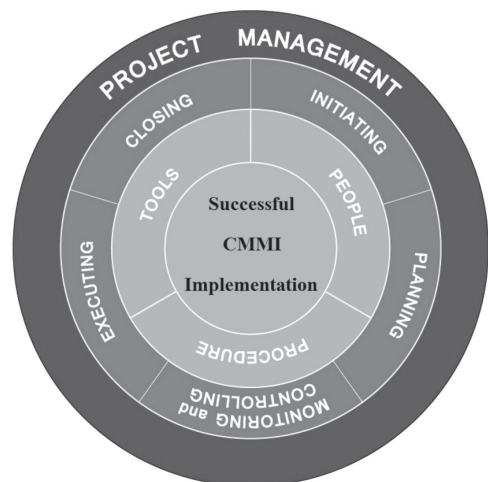 PROJECT MANAGEMENT
CLOSING
INITIATING
TOOLS
PEOPLE
Successful
CMMI
Implementation
EXECUTING
PLANNING
PROCEDURE
MONITORING and
CONTROLLING